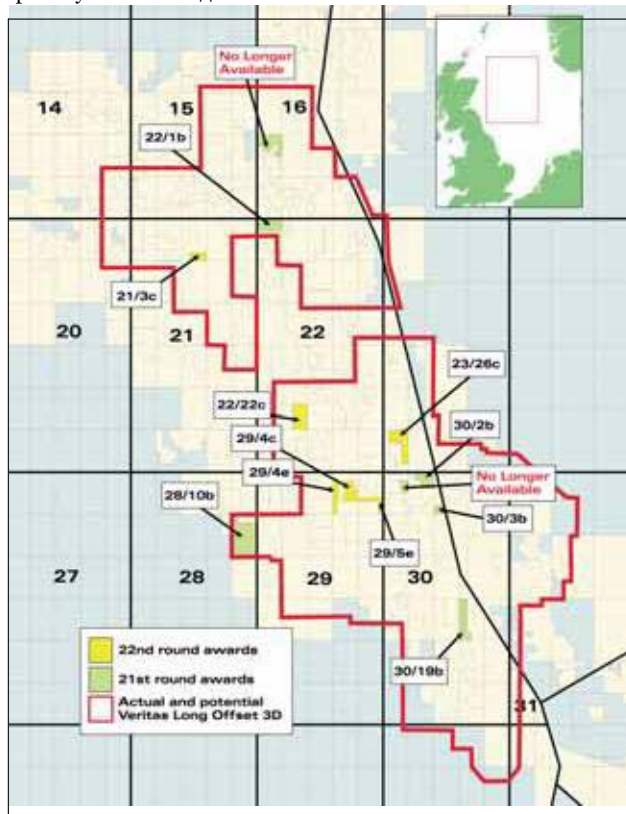 No Longer
Available
14
15
16
22/1b
21/3c
20
21
22
23/26c
22/22c
30/2b
29/4c
29/4e
No Longer
Available
28/10b
30/3b
29/5e
27
28
29
30
22nd round awards
21st round awards
Actual and potential
Veritas Long Offset 3D
30/19b
31